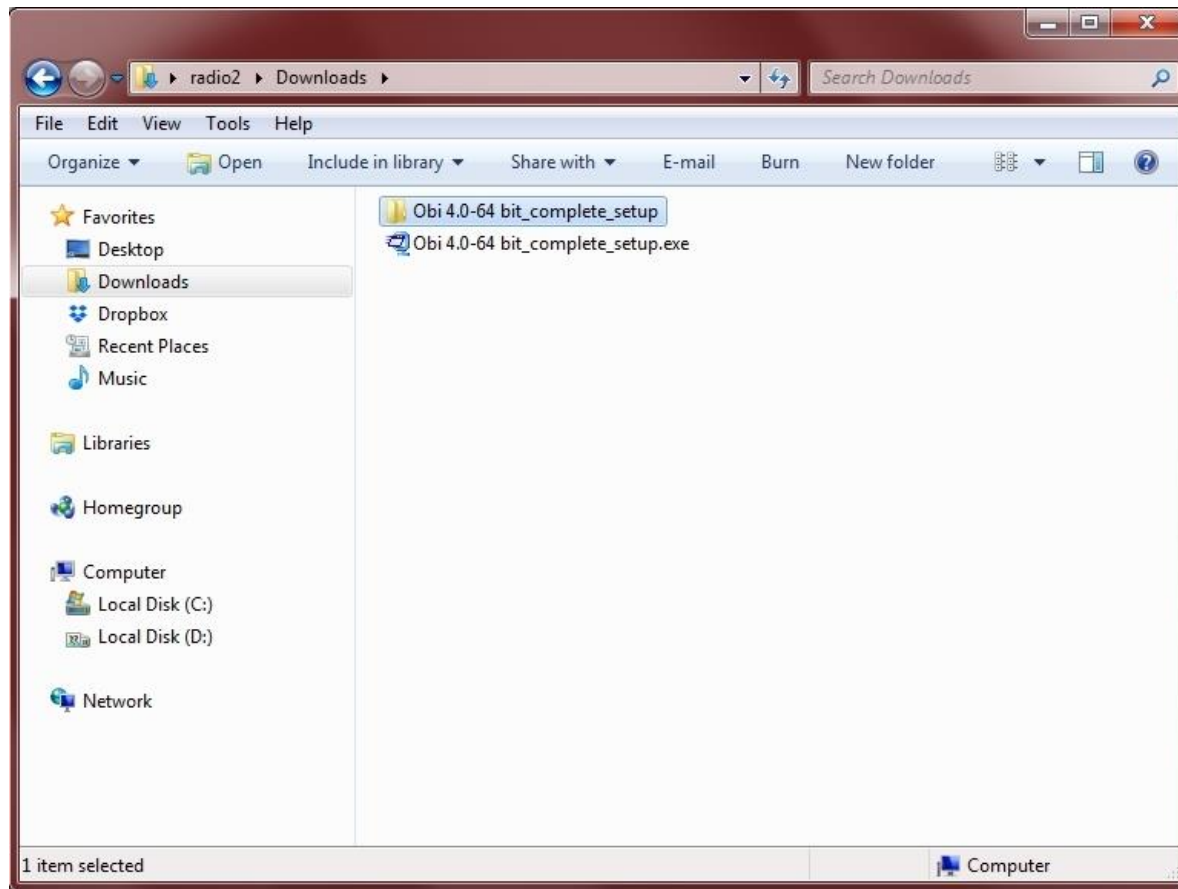 radio2 Downloads Search Downloads
File Edit View Tools Help
Organize Open Include in library Share with E-mail Burn New folder
Favorites
Desktop
Downloads
Dropbox
Recent Places
Music
Libraries
Homegroup
Computer
Local Disk (C:)
Local Disk (D:)
Network
Obi 4.0-64 bit_complete_setup
Obi 4.0-64 bit_complete_setup.exe
1 item selected Computer